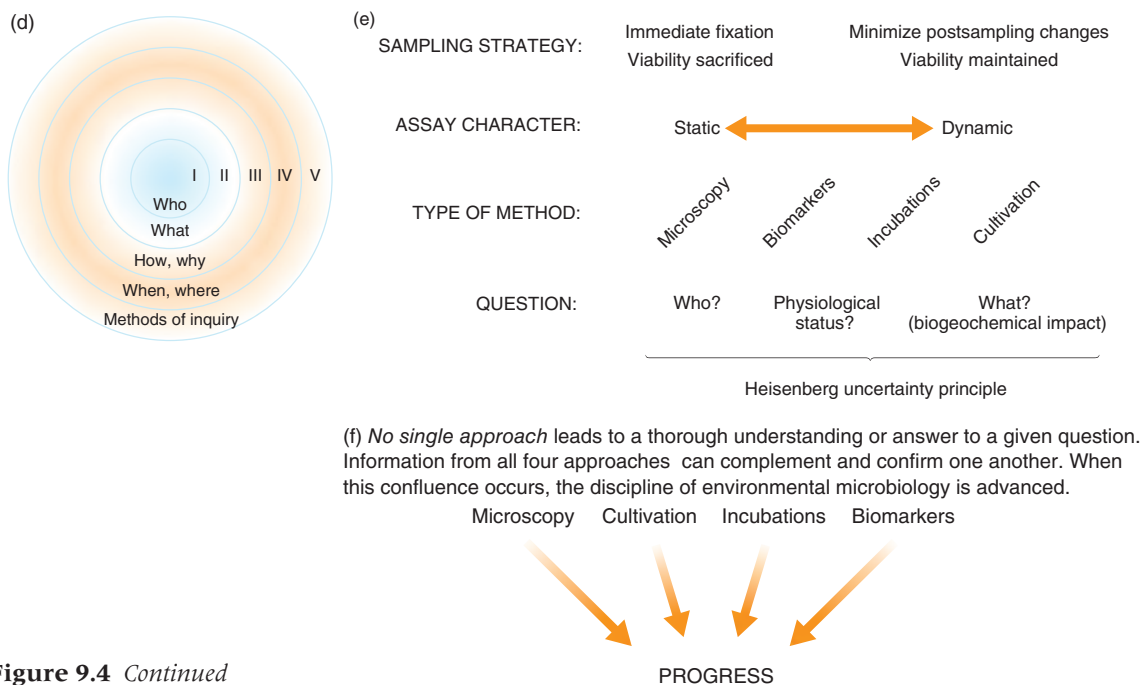 (d)
I II III IV V
Who
What
How, why
When, where
Methods of inquiry
(e)
SAMPLING STRATEGY:
Immediate fixation
Viability sacrificed
Minimize postsampling changes
Viability maintained
ASSAY CHARACTER:
Static
Dynamic
TYPE OF METHOD:
Microscopy
Biomarkers
Incubations
Cultivation
QUESTION:
Who?
Physiological
status?
What?
(biogeochemical impact)
Heisenberg uncertainty principle
(f) No single approach leads to a thorough understanding or answer to a given question.
Information from all four approaches can complement and confirm one another. When
this confluence occurs, the discipline of environmental microbiology is advanced.
Microscopy Cultivation Incubations Biomarkers
PROGRESS
igure 9.4 Continued